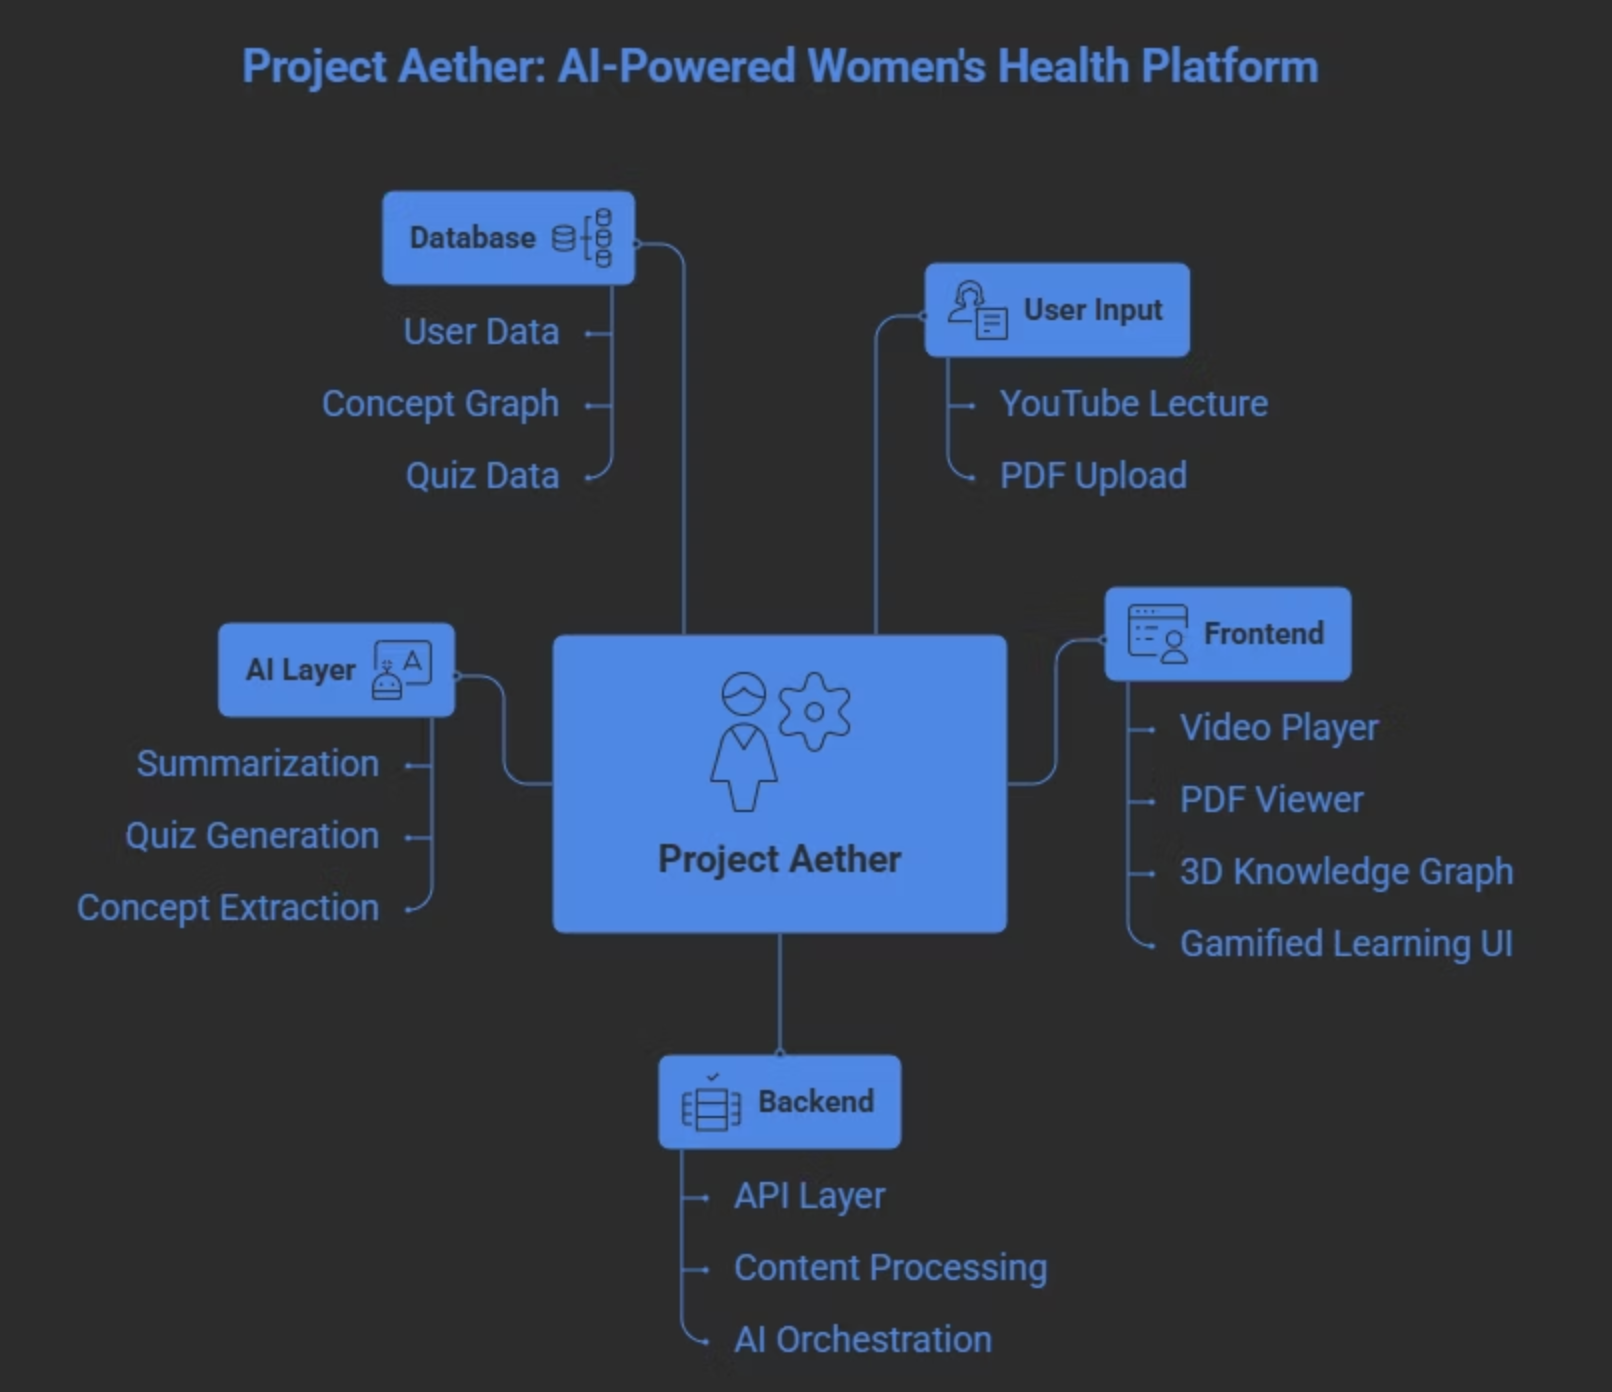 Project Aether: AI-Powered Women's Health Platform
Database
User Data
Concept Graph
Quiz Data
User Input
YouTube Lecture
PDF Upload
AI Layer
Summarization
Quiz Generation
Concept Extraction
Project Aether
Frontend
Video Player
PDF Viewer
3D Knowledge Graph
Gamified Learning UI
Backend
API Layer
Content Processing
AI Orchestration